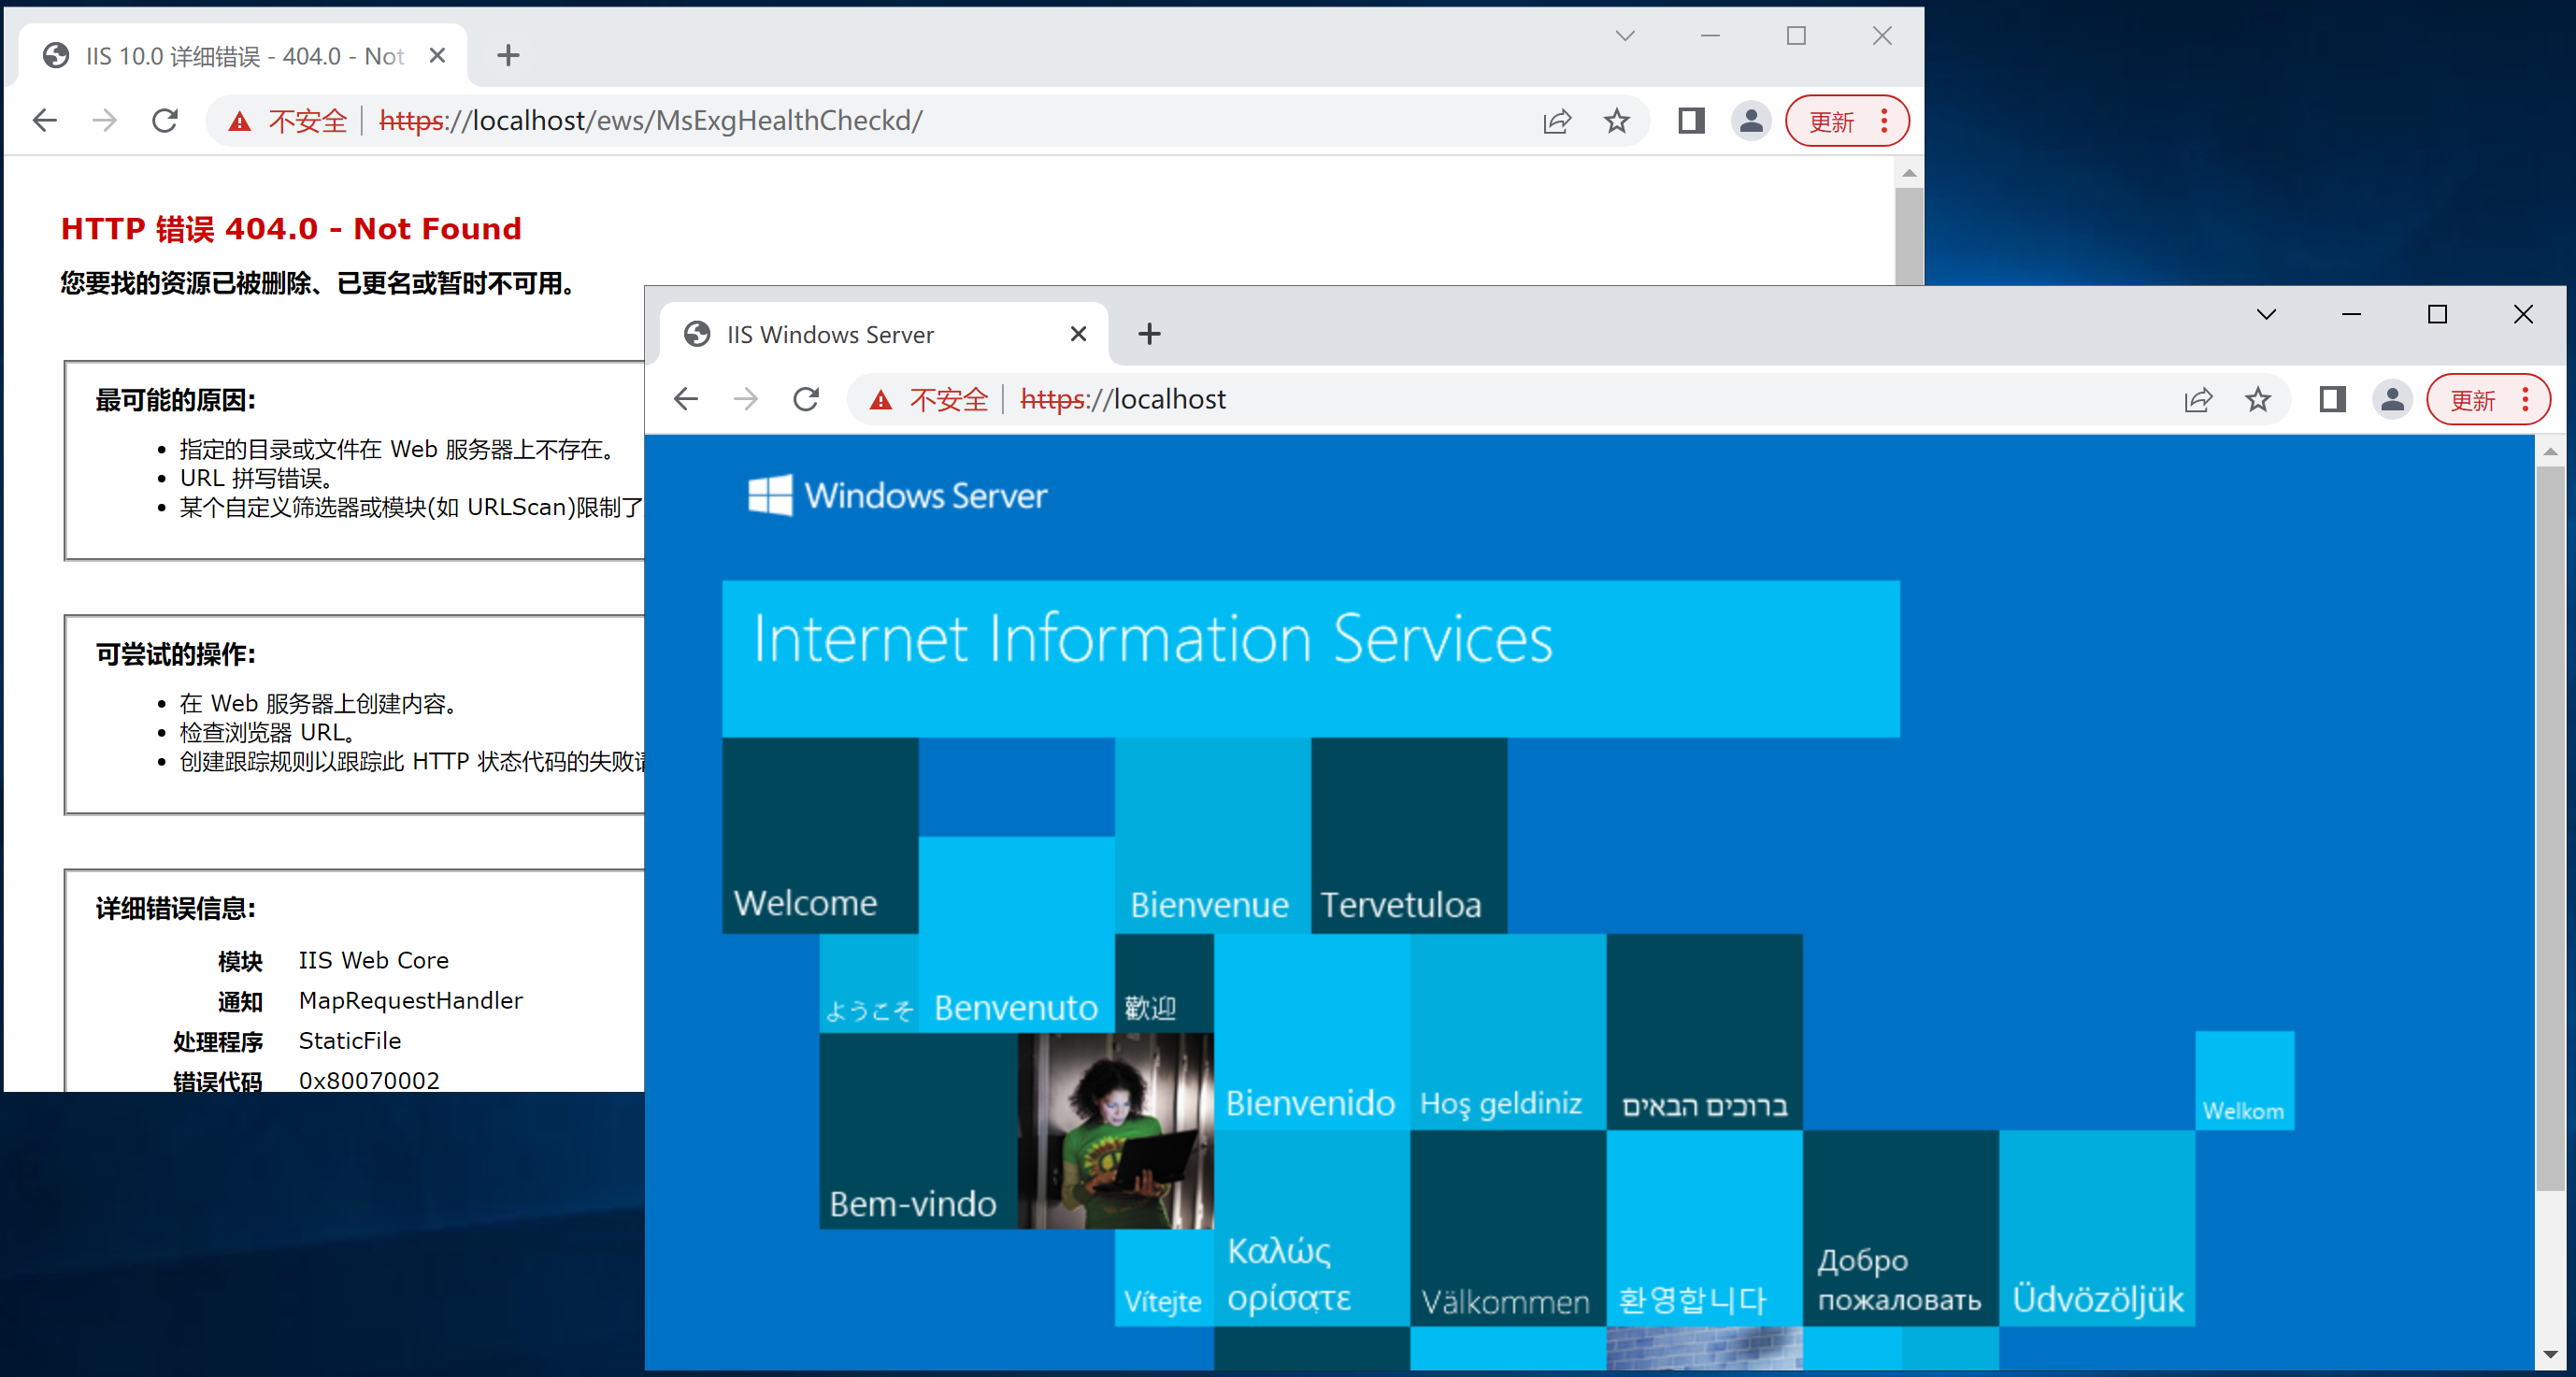 IIS 10.0 详细错误 - 404.0 - Not
不安全 https://localhost/ews/MsExgHealthCheckd/ 更新
HTTP 错误 404.0 - Not Found
您要找的资源已被删除、已更名或暂时不可用。
最可能的原因:
指定的目录或文件在 Web 服务器上不存在。
URL 拼写错误。
某个自定义筛选器或模块(如 URLScan)限制了
可尝试的操作:
在 Web 服务器上创建内容。
检查浏览器 URL。
创建跟踪规则以跟踪此 HTTP 状态代码的失败
详细错误信息:
模块 IIS Web Core
通知 MapRequestHandler
处理程序 StaticFile
错误代码 0x80070002
IIS Windows Server
不安全 https://localhost 更新
Windows Server
Internet Information Services
Welcome
Bienvenue
Tervetuloa
ようこそ
Benvenuto
歡迎
Bienvenido
Hoş geldiniz
ברוכים הבאים
Welkom
Bem-vindo
Vítejte
Καλώς
ορίσατε
Välkommen
환영합니다
Добро
пожаловать
Üdvözöljük